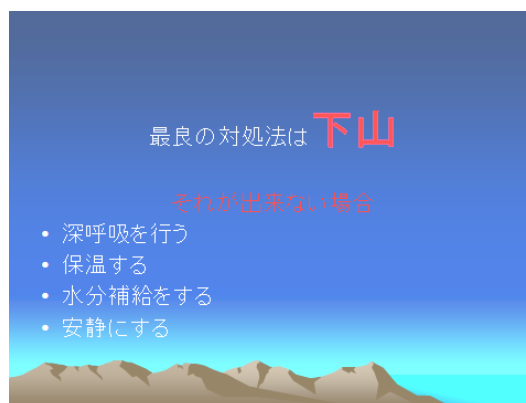 最良の対処法は下山
それが出来ない場合
• 深呼吸を行う
• 保温する
• 水分補給をする
• 安静にする